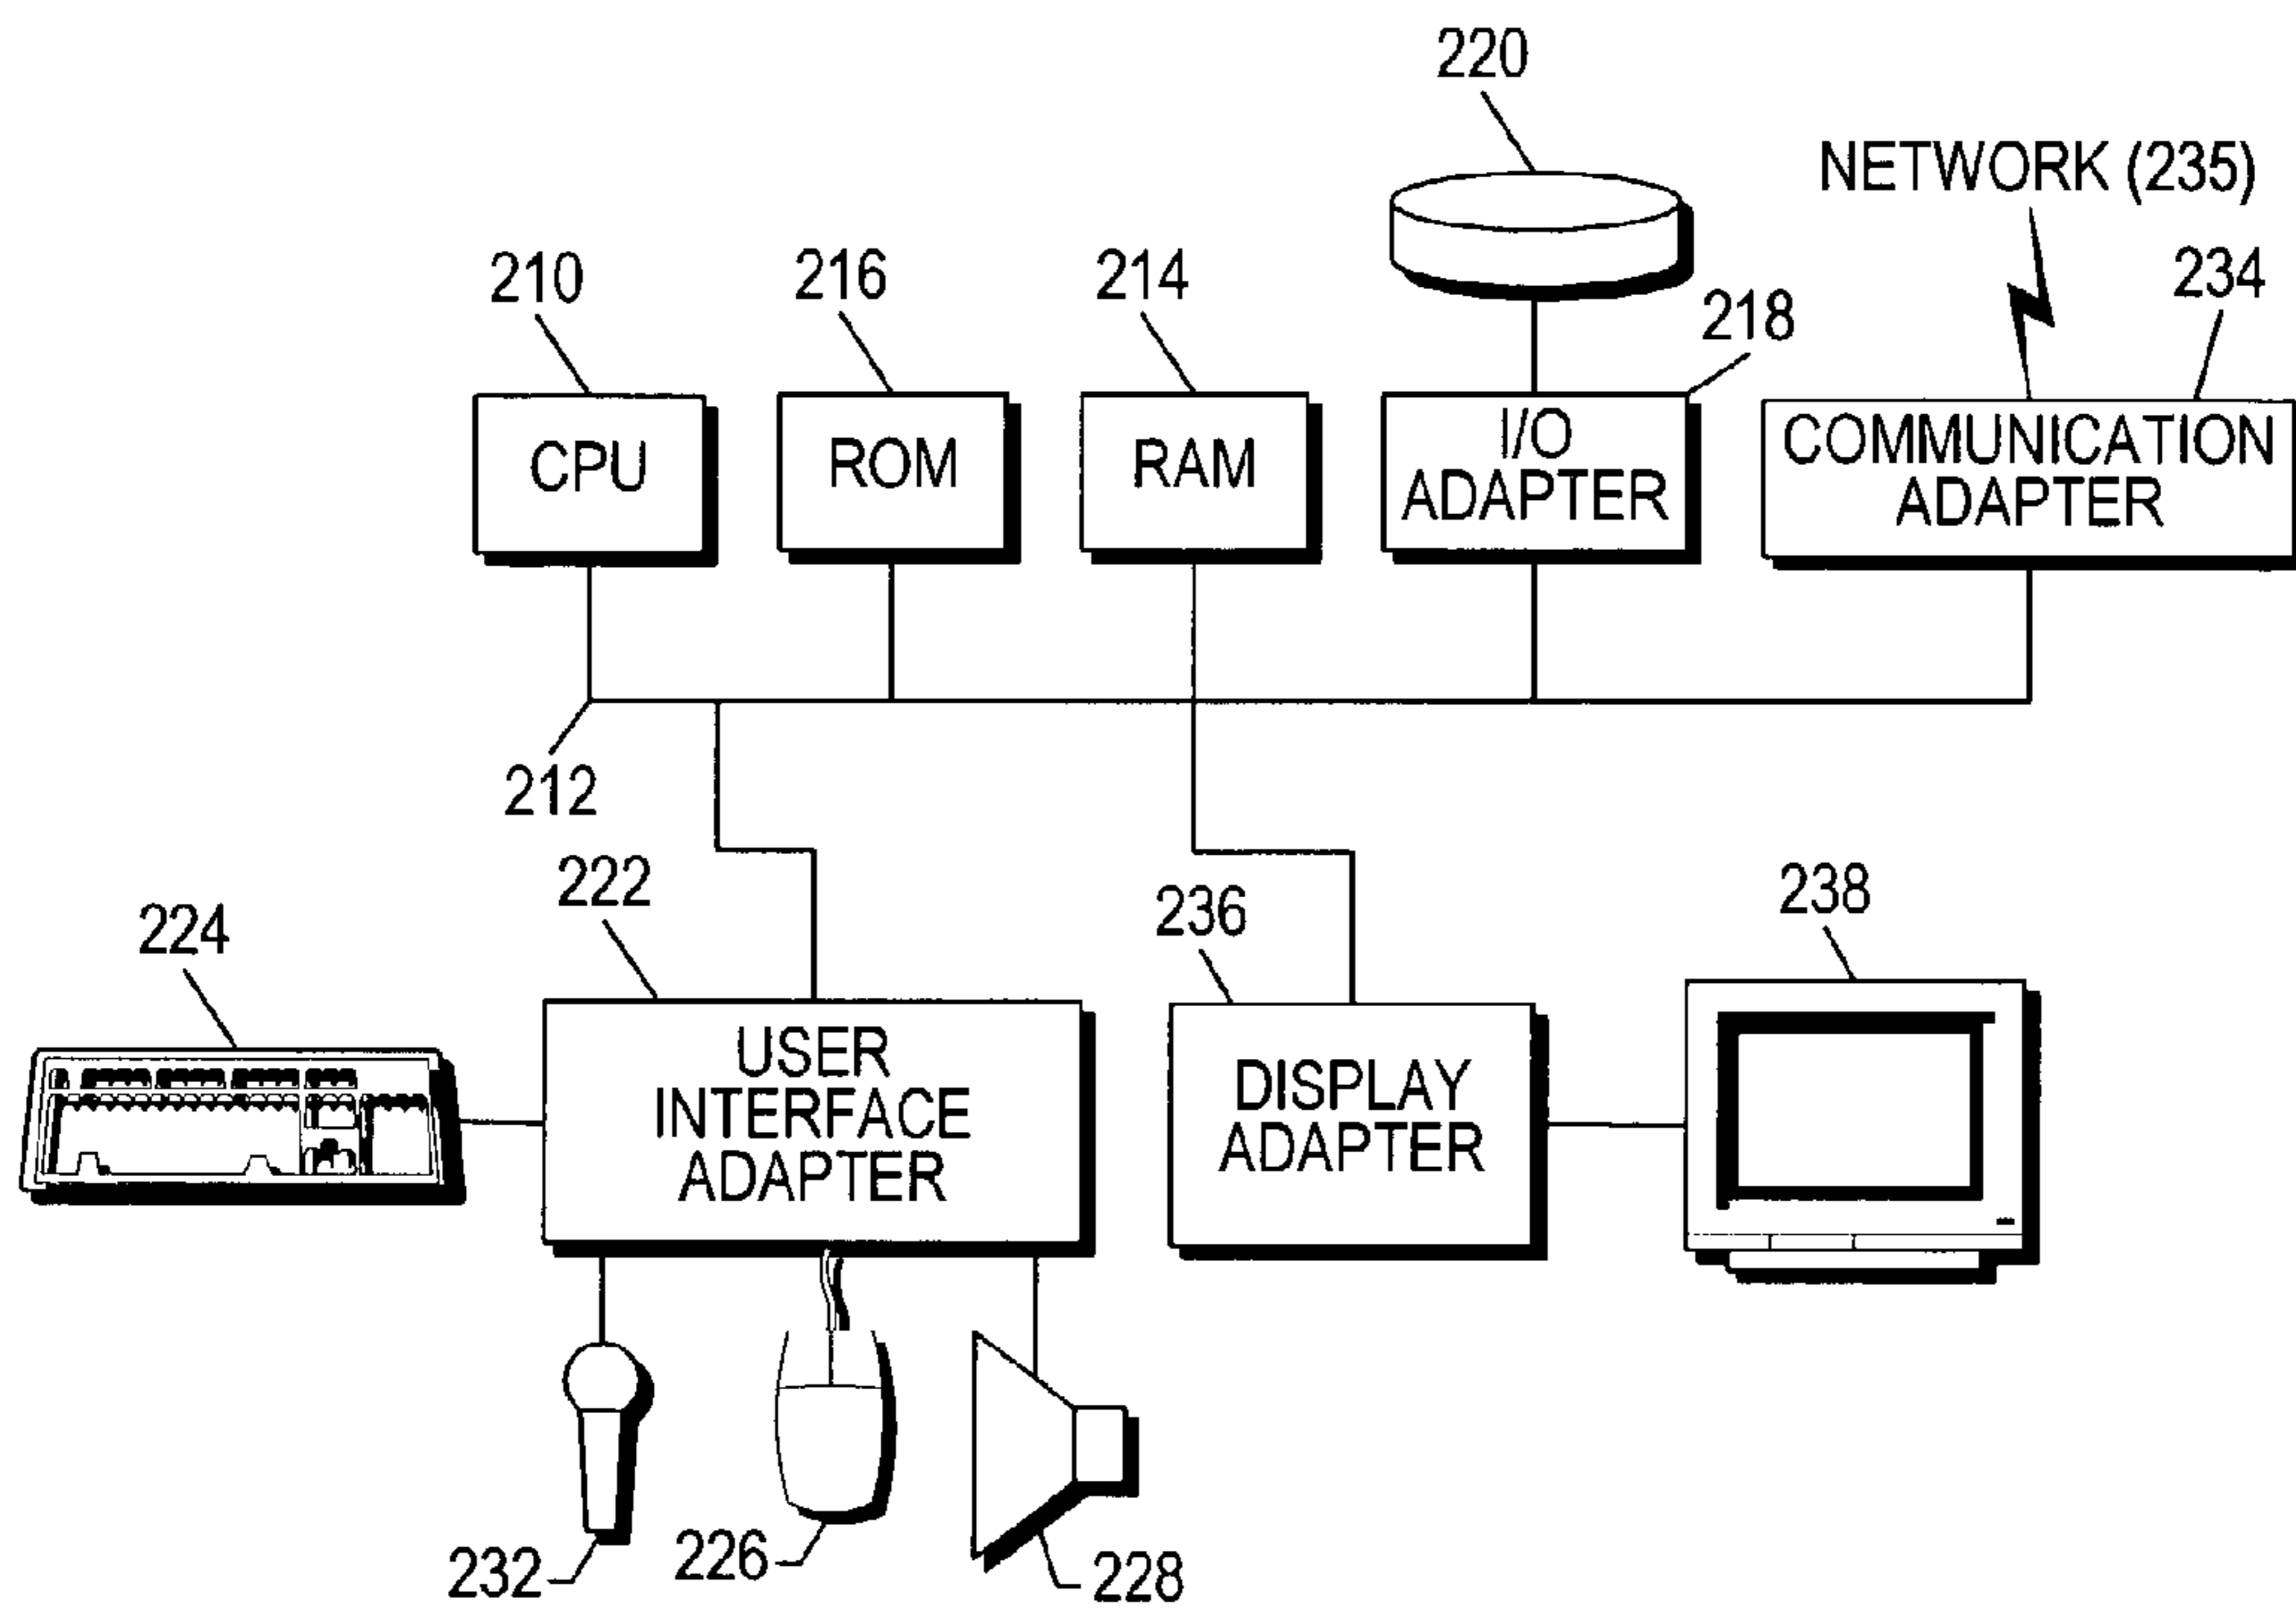 220
NETWORK (235)
210
216
214
218
234
CPU
ROM
RAM
I/O
ADAPTER
COMMUNICATION
ADAPTER
212
222
236
238
224
USER
INTERFACE
ADAPTER
DISPLAY
ADAPTER
232
226
228